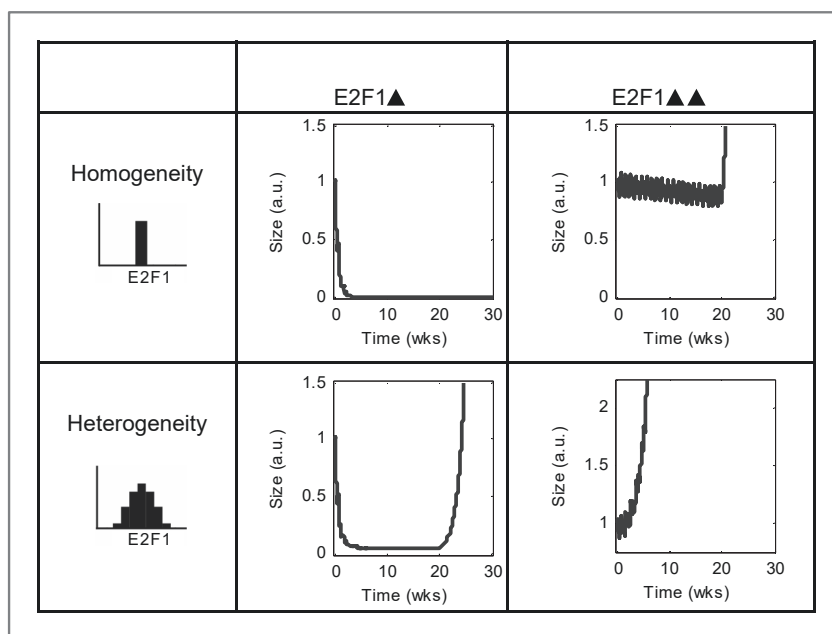 E2F1▲
E2F1▲▲
Homogeneity
E2F1
Size (a.u.)
1.5
1
0.5
0
0
10
20
30
Time (wks)
Size (a.u.)
1.5
1
0.5
0
0
10
20
30
Time (wks)
Heterogeneity
E2F1
Size (a.u.)
1.5
1
0.5
0
0
10
20
30
Time (wks)
Size (a.u.)
2
1.5
1
0
10
20
30
Time (wks)